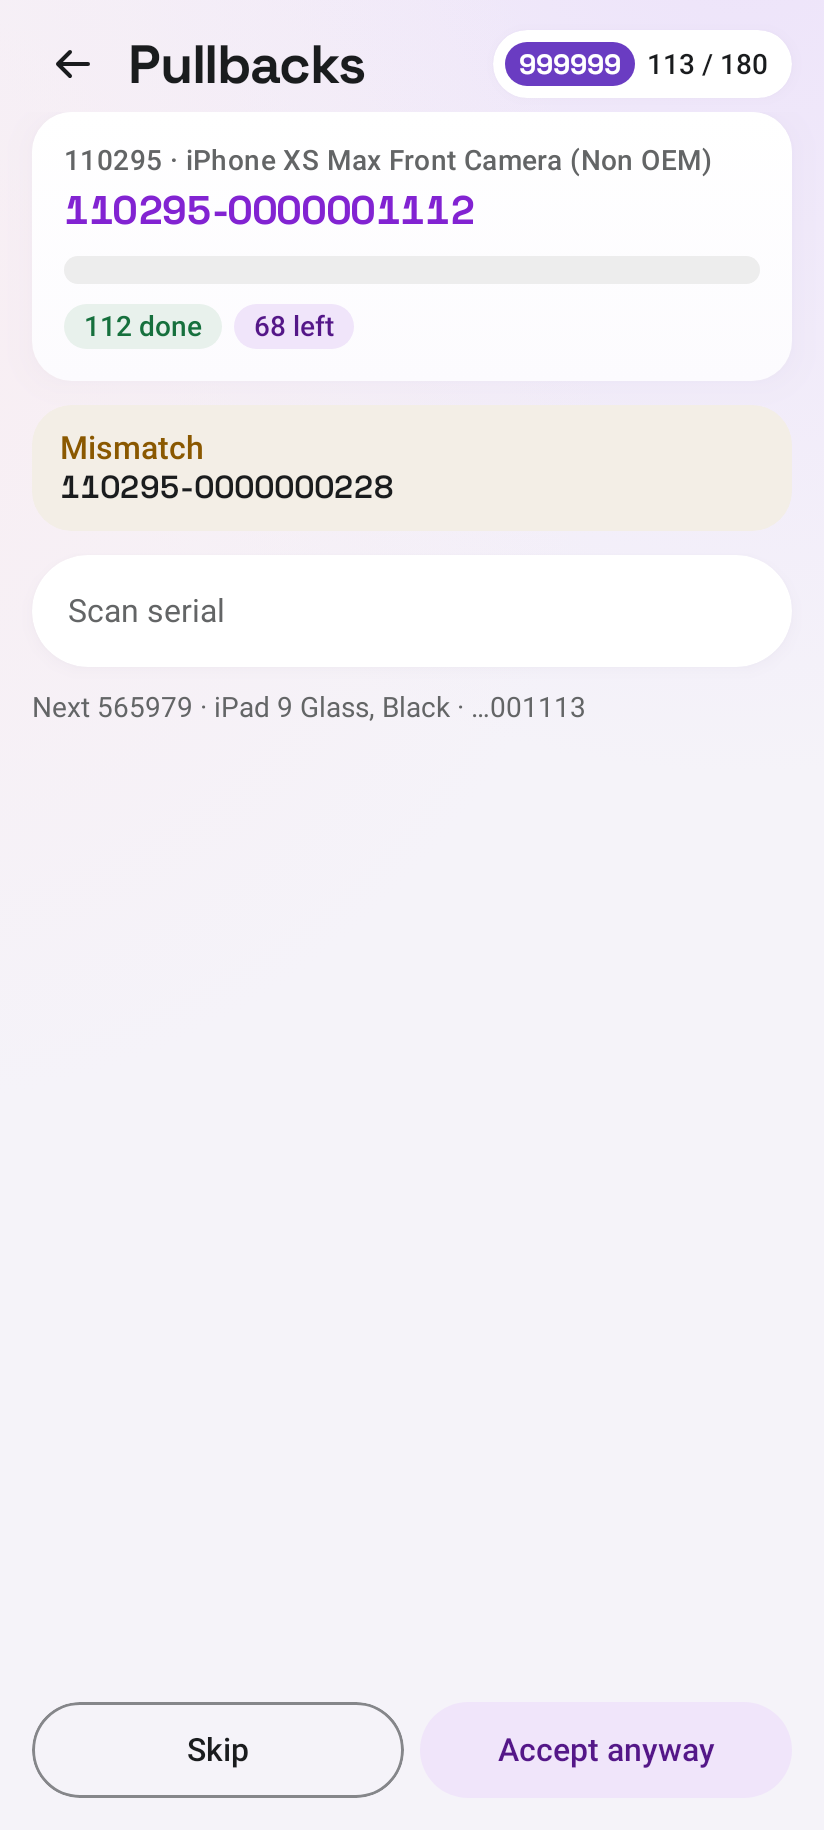 Pullbacks
999999 113 / 180
110295 · iPhone XS Max Front Camera (Non OEM)
110295-0000001112
112 done
68 left
Mismatch
110295-0000000228
Scan serial
Next 565979 · iPad 9 Glass, Black · …001113
Skip
Accept anyway